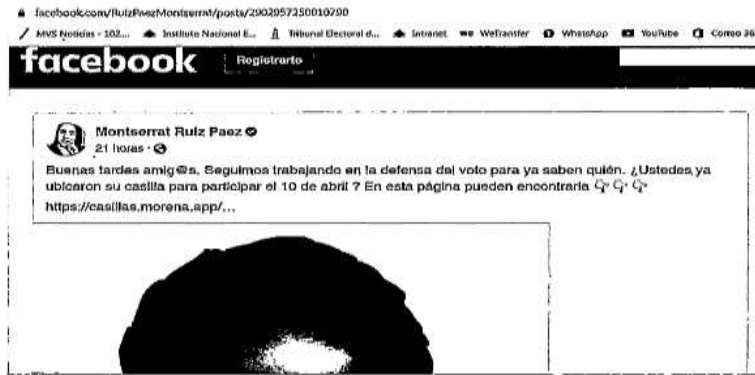 facebook.com/RuizPaezMontserrat/posts/2902957250010290
MVS Noticias - 102... Instituto Nacional E... Tribunal Electoral d... Intranet WeTransfer WhatsApp YouTube Correo 36
facebook Registrarte
Montserrat Ruiz Paez
21 horas ·
Buenas tardes amig@s, Seguimos trabajando en la defensa del voto para ya saben quién. ¿Ustedes ya
ubicaron su casilla para participar el 10 de abril ? En esta página pueden encontrarla 👇👇👇
https://casillas.morena.app/...